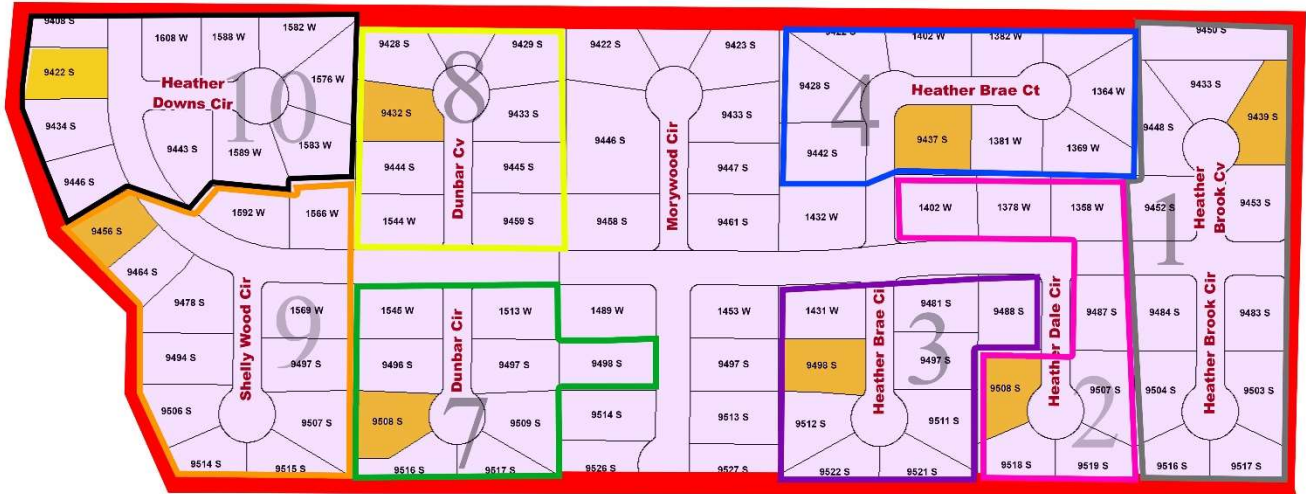 9408 S
1608 W
1588 W
1582 W
9422 S
1576 W
Heather
Downs Cir
10
9434 S
9443 S
1589 W
1583 W
9446 S
9428 S
9429 S
8
9432 S
9433 S
Dunbar Cv
9444 S
9445 S
1544 W
9459 S
9422 S
9423 S
9433 S
9446 S
Morywood Cir
9447 S
9458 S
9461 S
9422 S
1402 W
1382 W
9428 S
Heather Brae Ct
1364 W
4
9437 S
1381 W
1369 W
9442 S
1432 W
1402 W
1378 W
1358 W
9450 S
9433 S
9439 S
9448 S
Heather
Brook Cv
9452 S
9453 S
1
9456 S
1592 W
1566 W
9464 S
9478 S
Shelly Wood Cir
1569 W
9
9494 S
9497 S
9506 S
9507 S
9514 S
9515 S
1545 W
1513 W
1489 W
Dunbar Cir
9496 S
9497 S
9498 S
9508 S
9509 S
9514 S
7
9516 S
9517 S
9526 S
1453 W
9497 S
9513 S
9527 S
1431 W
Heather Brae Cir
9481 S
9488 S
3
9498 S
9497 S
9512 S
9511 S
9522 S
9521 S
Heather Dale Cir
9487 S
9508 S
9507 S
2
9518 S
9519 S
9484 S
Heather Brook Cir
9483 S
9504 S
9503 S
9516 S
9517 S